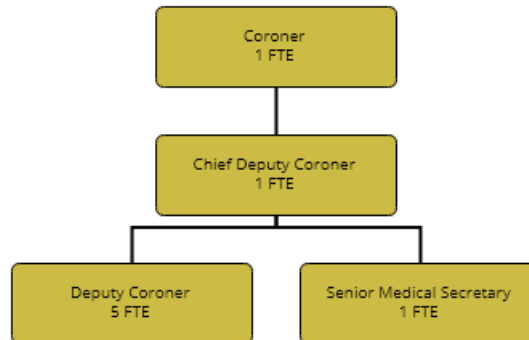 Coroner
1 FTE
Chief Deputy Coroner
1 FTE
Deputy Coroner
5 FTE
Senior Medical Secretary
1 FTE